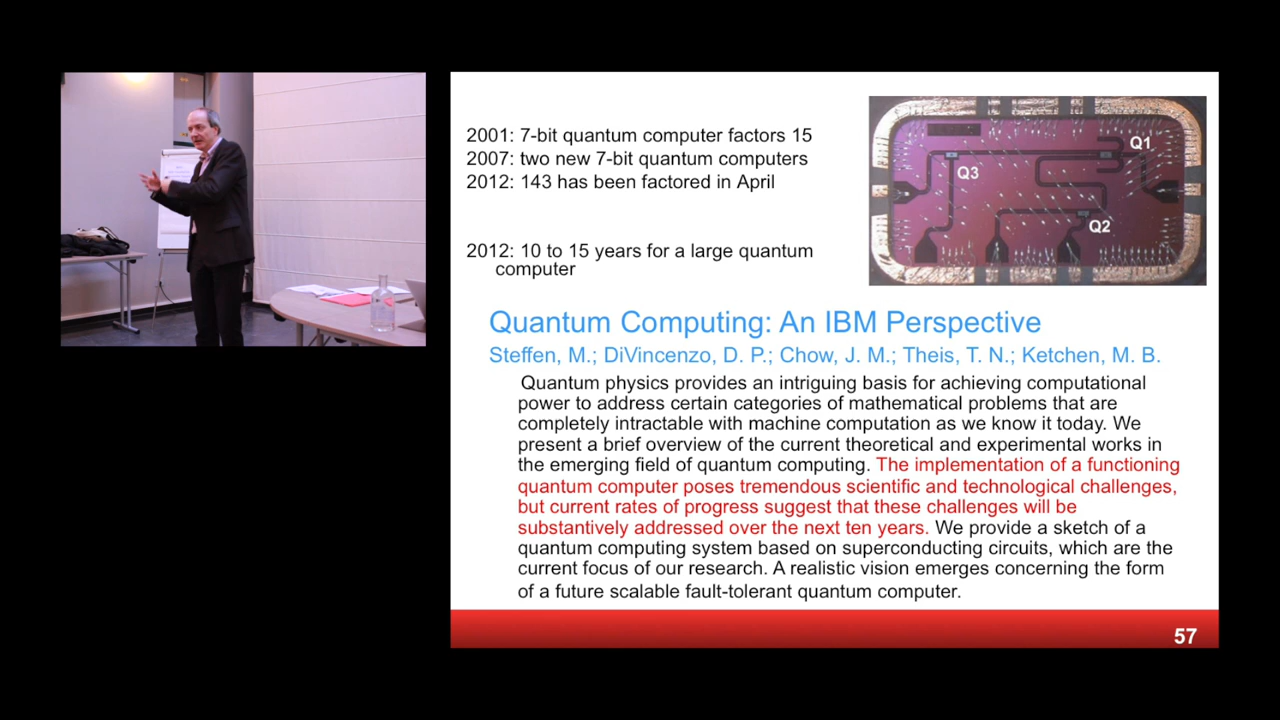 2001: 7-bit quantum computer factors 15
2007: two new 7-bit quantum computers
2012: 143 has been factored in April
2012: 10 to 15 years for a large quantum
computer
Q1
Q3
Q2
Quantum Computing: An IBM Perspective
Steffen, M.; DiVincenzo, D. P.; Chow, J. M.; Theis, T. N.; Ketchen, M. B.
Quantum physics provides an intriguing basis for achieving computational
power to address certain categories of mathematical problems that are
completely intractable with machine computation as we know it today. We
present a brief overview of the current theoretical and experimental works in
the emerging field of quantum computing. The implementation of a functioning
quantum computer poses tremendous scientific and technological challenges,
but current rates of progress suggest that these challenges will be
substantively addressed over the next ten years. We provide a sketch of a
quantum computing system based on superconducting circuits, which are the
current focus of our research. A realistic vision emerges concerning the form
of a future scalable fault-tolerant quantum computer.
57